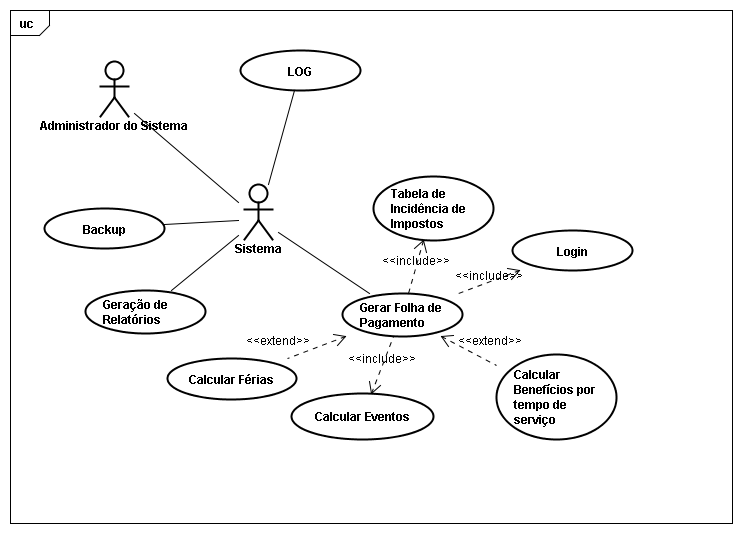 uc
LOG
Administrador do Sistema
Tabela de
Incidência de
Impostos
Backup
Sistema
Login
<<include>>
<<include>>
Geração de
Relatórios
Gerar Folha de
Pagamento
<<extend>>
<<include>>
<<extend>>
Calcular Férias
Calcular
Benefícios por
tempo de
serviço
Calcular Eventos